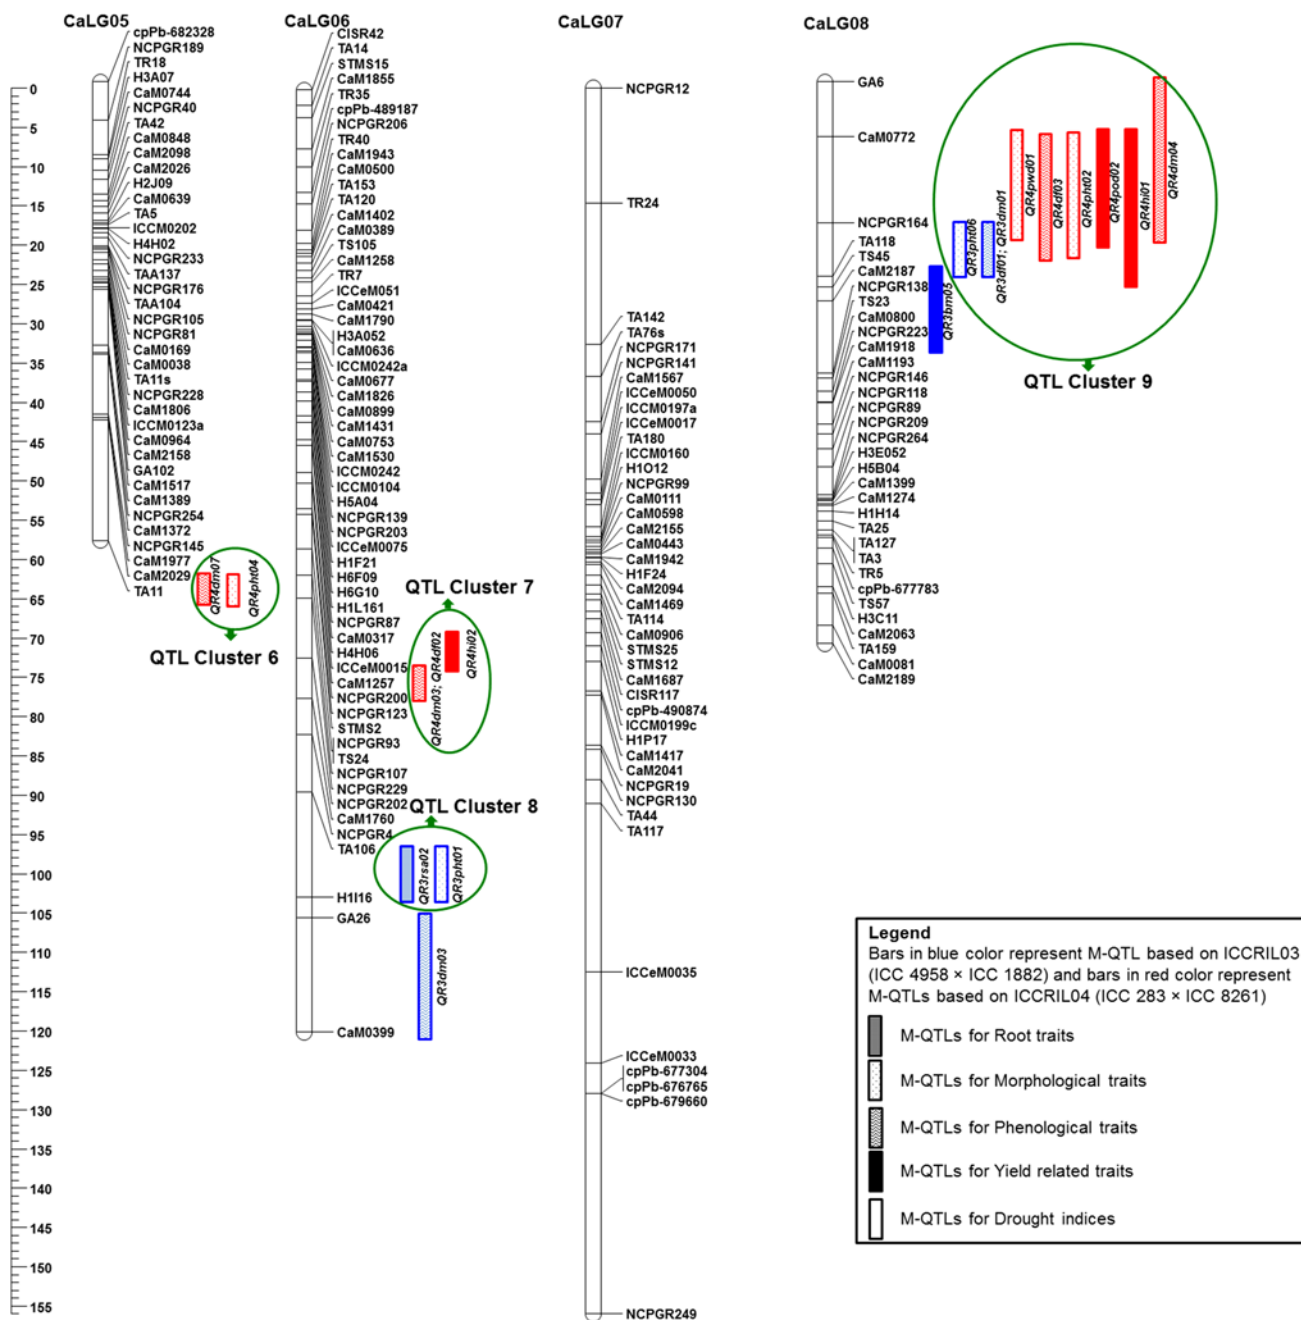 CaLG05
cpPb-682328
NCPGR189
TR18
H3A07
CaM0744
NCPGR40
TA42
CaM0848
CaM2098
CaM2026
H2J09
CaM0639
TA5
ICCM0202
H4H02
NCPGR233
TAA137
NCPGR176
TAA104
NCPGR105
NCPGR81
CaM0169
CaM0038
TA11s
NCPGR228
CaM1806
ICCM0123a
CaM0964
CaM2158
GA102
CaM1517
CaM1389
NCPGR254
CaM1372
NCPGR145
CaM1977
CaM2029
TA11
0
5
10
15
20
25
30
35
40
45
50
55
60
65
70
75
80
85
90
95
100
105
110
115
120
125
130
135
140
145
150
155
QR4dm07
QR4pht04
QTL Cluster 6
CaLG06
CISR42
TA14
STMS15
CaM1855
TR35
cpPb-489187
NCPGR206
TR40
CaM1943
CaM0500
TA153
TA120
CaM1402
CaM0389
TS105
CaM1258
TR7
ICCeM051
CaM0421
CaM1790
H3A052
CaM0636
ICCM0242a
CaM0677
CaM1826
CaM0899
CaM1431
CaM0753
CaM1530
ICCM0242
ICCM0104
H5A04
NCPGR139
NCPGR203
ICCeM0075
H1F21
H6F09
H6G10
H1L161
NCPGR87
CaM0317
H4H06
ICCeM0015
CaM1257
NCPGR200
NCPGR123
STMS2
NCPGR93
TS24
NCPGR107
NCPGR229
NCPGR202
CaM1760
NCPGR4
TA106
H1I16
GA26
CaM0399
QTL Cluster 7
QR4dm03; QR4df02
QR4hi02
QTL Cluster 8
QR3rsa02
QR3pht01
QR3dm03
CaLG07
NCPGR12
TR24
TA142
TA76s
NCPGR171
NCPGR141
CaM1567
ICCeM0050
ICCM0197a
ICCeM0017
TA180
ICCM0160
H1O12
NCPGR99
CaM0111
CaM0598
CaM2155
CaM0443
CaM1942
H1F24
CaM2094
CaM1469
TA114
CaM0906
STMS25
STMS12
CaM1687
CISR117
cpPb-490874
ICCM0199c
H1P17
CaM1417
CaM2041
NCPGR19
NCPGR130
TA44
TA117
ICCeM0035
ICCeM0033
cpPb-677304
cpPb-676765
cpPb-679660
NCPGR249
CaLG08
GA6
CaM0772
NCPGR164
TA118
TS45
CaM2187
NCPGR138
TS23
CaM0800
NCPGR223
CaM1918
CaM1193
NCPGR146
NCPGR118
NCPGR89
NCPGR209
NCPGR264
H3E052
H5B04
CaM1399
CaM1274
H1H14
TA25
TA127
TA3
TR5
cpPb-677783
TS57
H3C11
CaM2063
TA159
CaM0081
CaM2189
QR3bm05
QR3pht06
QR3df01; QR3dm01
QR4pwd01
QR4df03
QR4pht02
QR4pod02
QR4hi01
QR4dm04
QTL Cluster 9
Legend
Bars in blue color represent M-QTL based on ICCRIL03
(ICC 4958 × ICC 1882) and bars in red color represent
M-QTLs based on ICCRIL04 (ICC 283 × ICC 8261)
M-QTLs for Root traits
M-QTLs for Morphological traits
M-QTLs for Phenological traits
M-QTLs for Yield related traits
M-QTLs for Drought indices